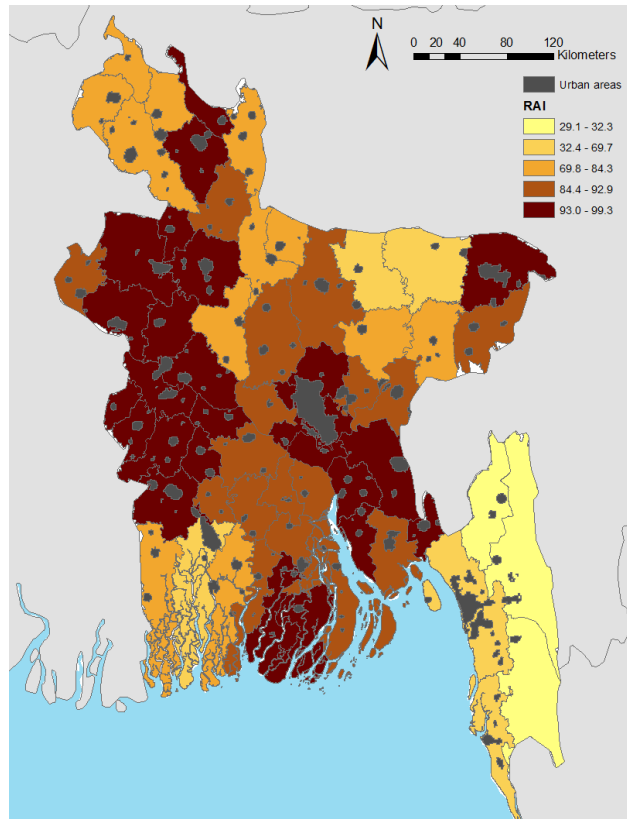 N
0 20 40 80 120
Kilometers
Urban areas
RAI
29.1 - 32.3
32.4 - 69.7
69.8 - 84.3
84.4 - 92.9
93.0 - 99.3